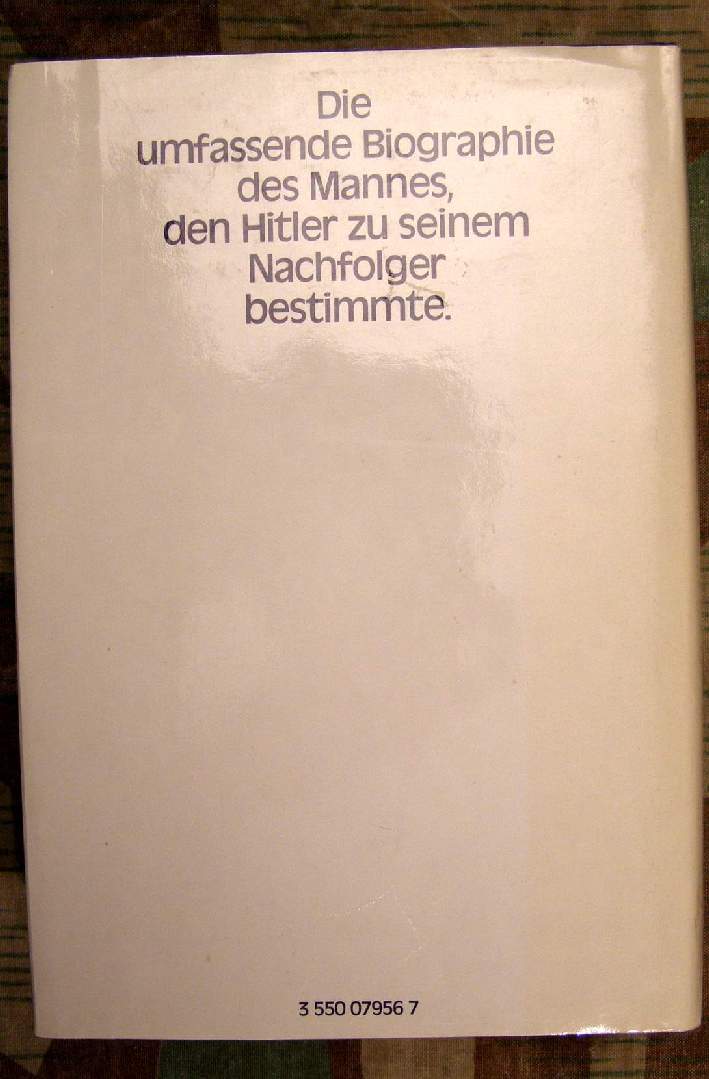 Die
umfassende Biographie
des Mannes,
den Hitler zu seinem
Nachfolger
bestimmte.
3 550 07956 7